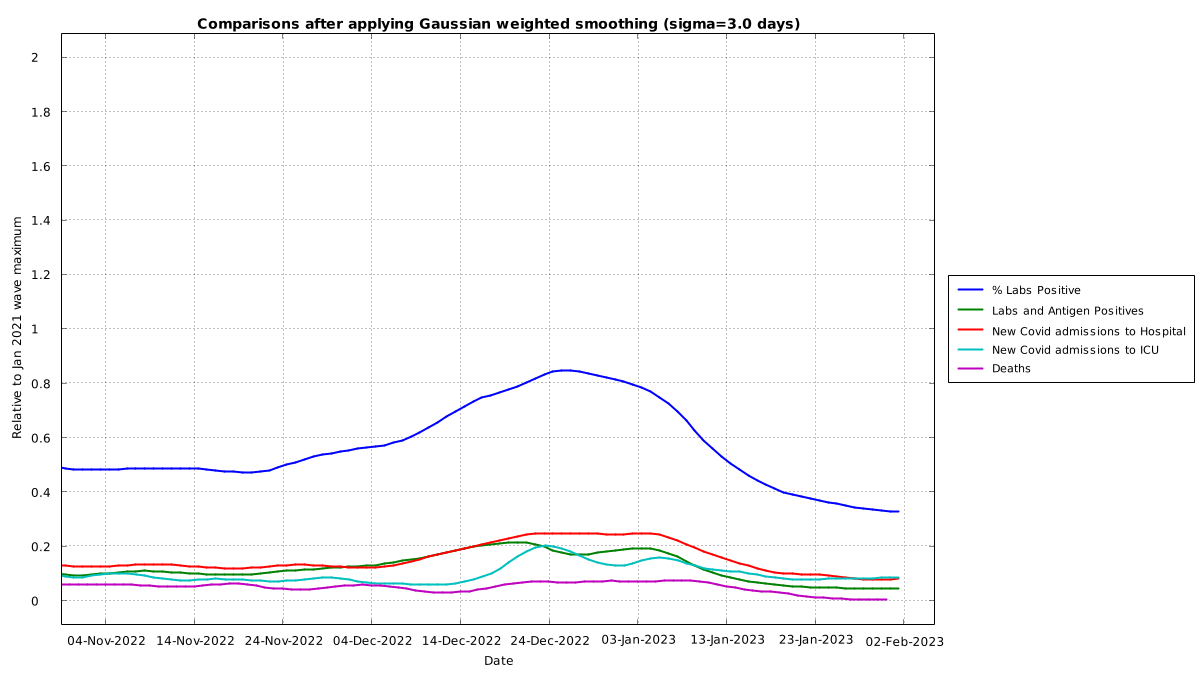 Comparisons after applying Gaussian weighted smoothing (sigma=3.0 days)
Relative to Jan 2021 wave maximum
2
1.8
1.6
1.4
1.2
1
0.8
0.6
0.4
0.2
0
04-Nov-2022 14-Nov-2022 24-Nov-2022 04-Dec-2022 14-Dec-2022 24-Dec-2022 03-Jan-2023 13-Jan-2023 23-Jan-2023 02-Feb-2023
Date
% Labs Positive
Labs and Antigen Positives
New Covid admissions to Hospital
New Covid admissions to ICU
Deaths